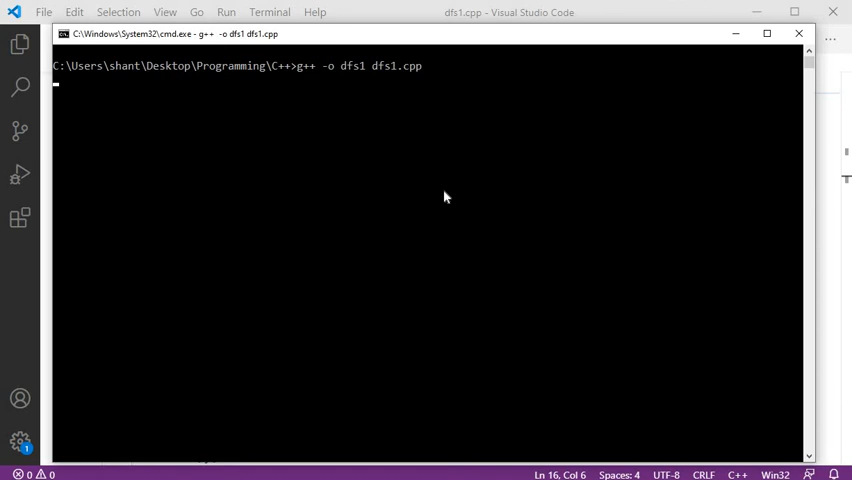 File Edit Selection View Go Run Terminal Help dfs1.cpp - Visual Studio Code
C:\Windows\System32\cmd.exe - g++ -o dfs1 dfs1.cpp
C:\Users\shant\Desktop\Programming\C++>g++ -o dfs1 dfs1.cpp
1
0 0 Ln 16, Col 6 Spaces: 4 UTF-8 CRLF C++ Win32